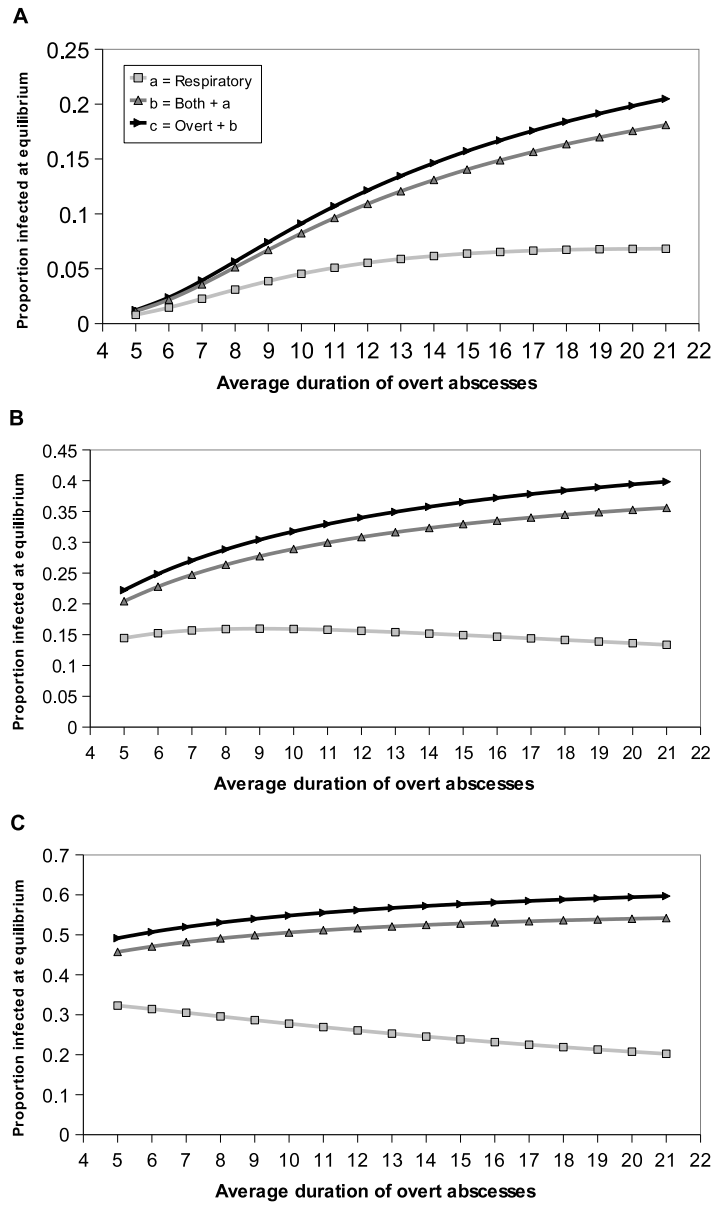 A
Proportion infected at equilibrium
0.25
0.2
0.15
0.1
0.05
0
a = Respiratory
b = Both + a
c = Overt + b
4 5 6 7 8 9 10 11 12 13 14 15 16 17 18 19 20 21 22
Average duration of overt abscesses
B
Proportion infected at equilibrium
0.45
0.4
0.35
0.3
0.25
0.2
0.15
0.1
0.05
0
4 5 6 7 8 9 10 11 12 13 14 15 16 17 18 19 20 21 22
Average duration of overt abscesses
C
Proportion infected at equilibrium
0.7
0.6
0.5
0.4
0.3
0.2
0.1
0
4 5 6 7 8 9 10 11 12 13 14 15 16 17 18 19 20 21 22
Average duration of overt abscesses